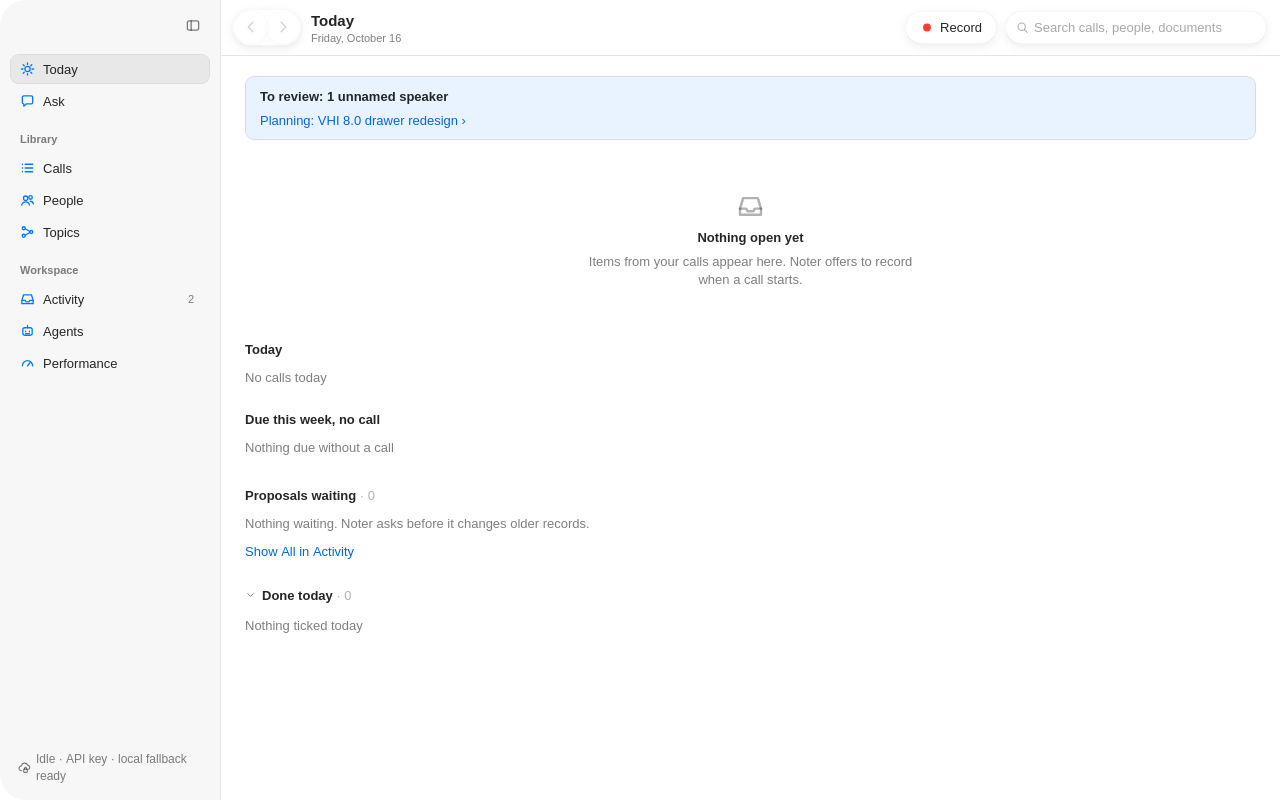 Today
Ask
Library
Calls
People
Topics
Workspace
Activity 2
Agents
Performance
Idle · API key · local fallback
ready
Today
Friday, October 16
Record
Search calls, people, documents
To review: 1 unnamed speaker
Planning: VHI 8.0 drawer redesign ›
Nothing open yet
Items from your calls appear here. Noter offers to record
when a call starts.
Today
No calls today
Due this week, no call
Nothing due without a call
Proposals waiting · 0
Nothing waiting. Noter asks before it changes older records.
Show All in Activity
Done today · 0
Nothing ticked today